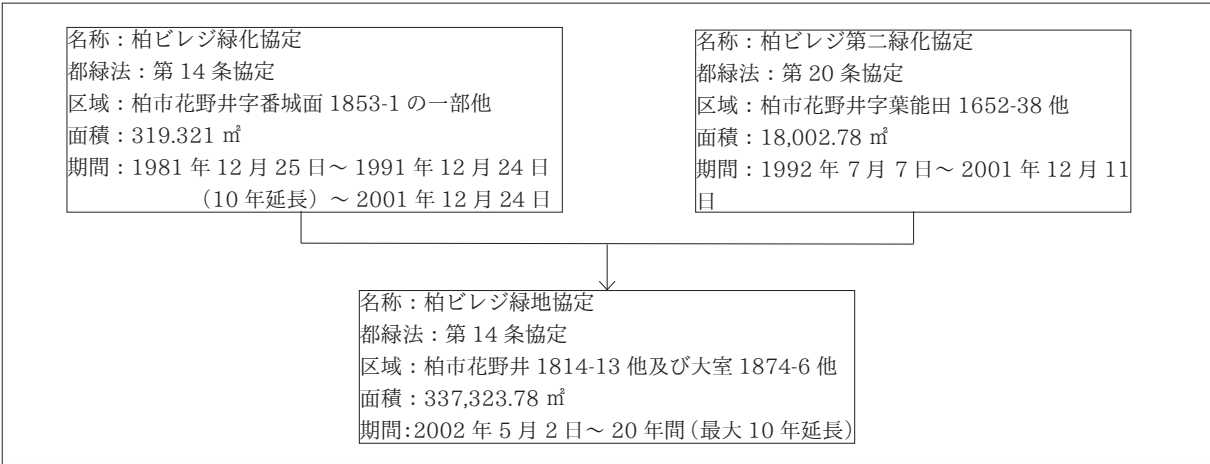 名称：柏ビレジ緑化協定
都緑法：第 14 条協定
区域：柏市花野井字番城面 1853-1 の一部他
面積：319.321 ㎡
期間：1981 年 12 月 25 日～ 1991 年 12 月 24 日
（10 年延長）～ 2001 年 12 月 24 日
名称：柏ビレジ第二緑化協定
都緑法：第 20 条協定
区域：柏市花野井字葉能田 1652-38 他
面積：18,002.78 ㎡
期間：1992 年 7 月 7 日～ 2001 年 12 月 11
日
名称：柏ビレジ緑地協定
都緑法：第 14 条協定
区域：柏市花野井 1814-13 他及び大室 1874-6 他
面積：337,323.78 ㎡
期間：2002 年 5 月 2 日～ 20 年間（最大 10 年延長）